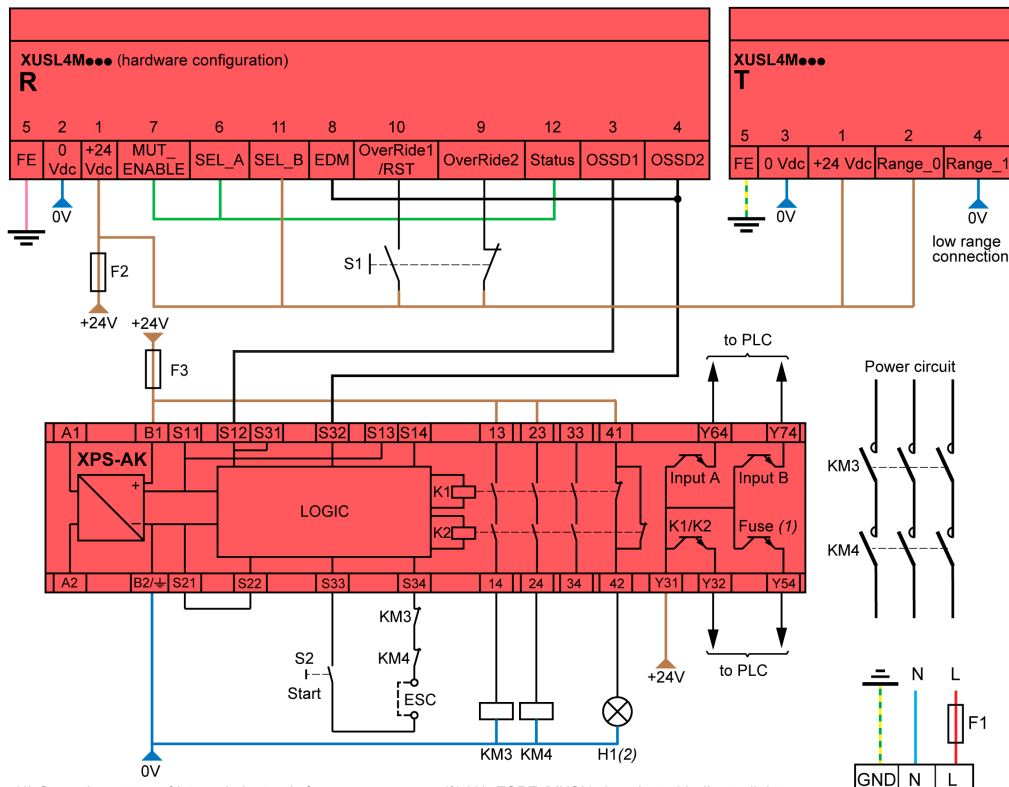 XUSL4M●●● (hardware configuration)
R
5 2 1 7 6 11 8 10 9 12 3 4
FE
0 Vdc
+24 Vdc
MUT_ENABLE
SEL_A
SEL_B
EDM
OverRide1/RST
OverRide2
Status
OSSD1
OSSD2
XUSL4M●●●
T
5 3 1 2 4
FE
0 Vdc
+24 Vdc
Range_0
Range_1
0V
0V
0V
low range
connection
S1
F2
+24V
+24V
F3
to PLC
Power circuit
A1 B1 S11 S12 S31 S32 S13 S14 13 23 33 41 Y64 Y74
XPS-AK
+
−
LOGIC
K1
K2
Input A
Input B
K1/K2
Fuse (1)
A2 B2/⏚ S21 S22 S33 S34 14 24 34 42 Y31 Y32 Y54
KM3
KM4
KM3
KM4
ESC
S2
Start
KM3 KM4 H1(2)
+24V
to PLC
0V
N L
F1
GND N L